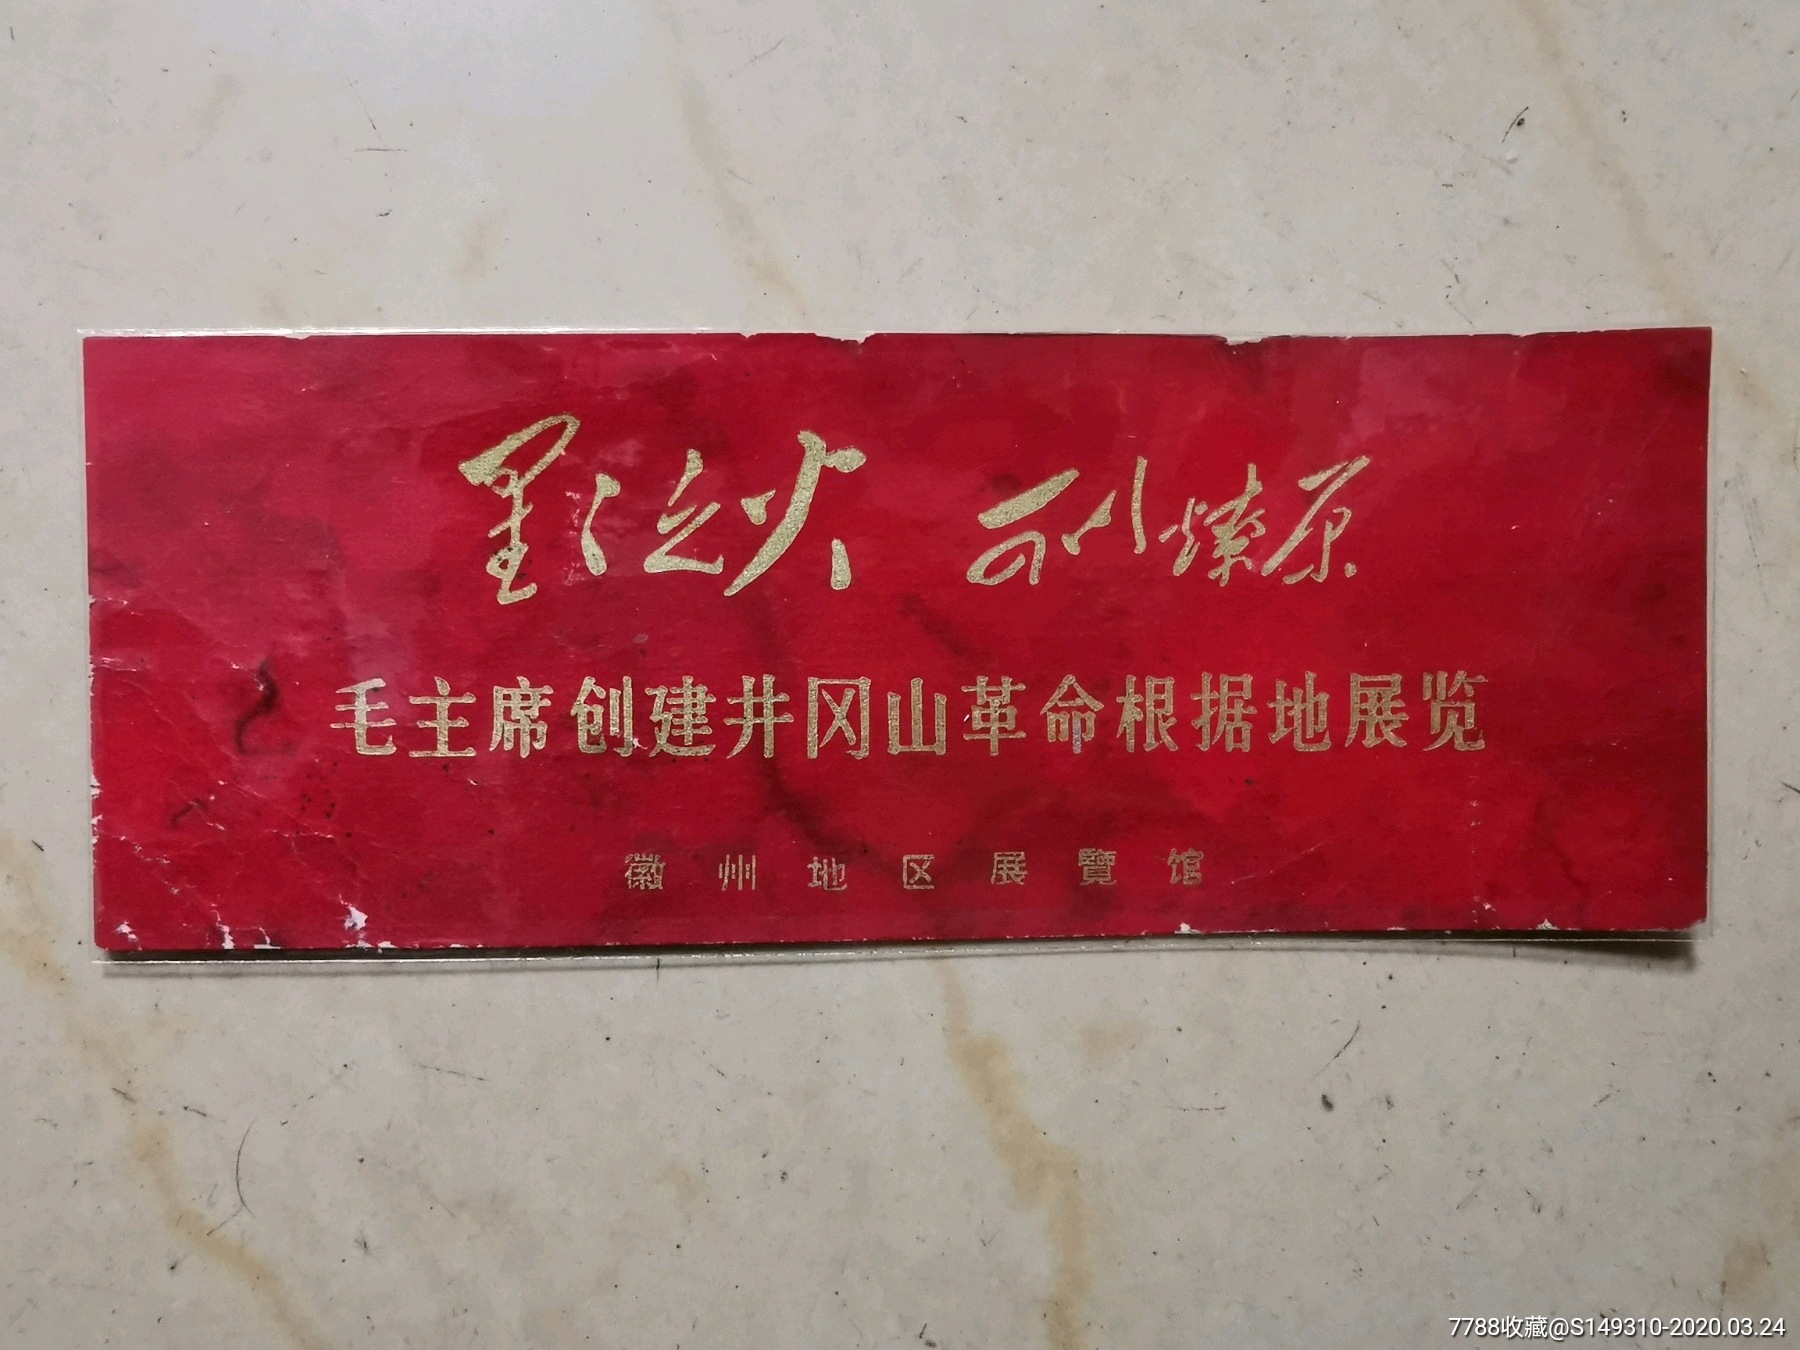 星星之火 可以燎原
毛主席创建井冈山革命根据地展览
徽州地区展覽馆
7788收藏@S149310-2020.03.24